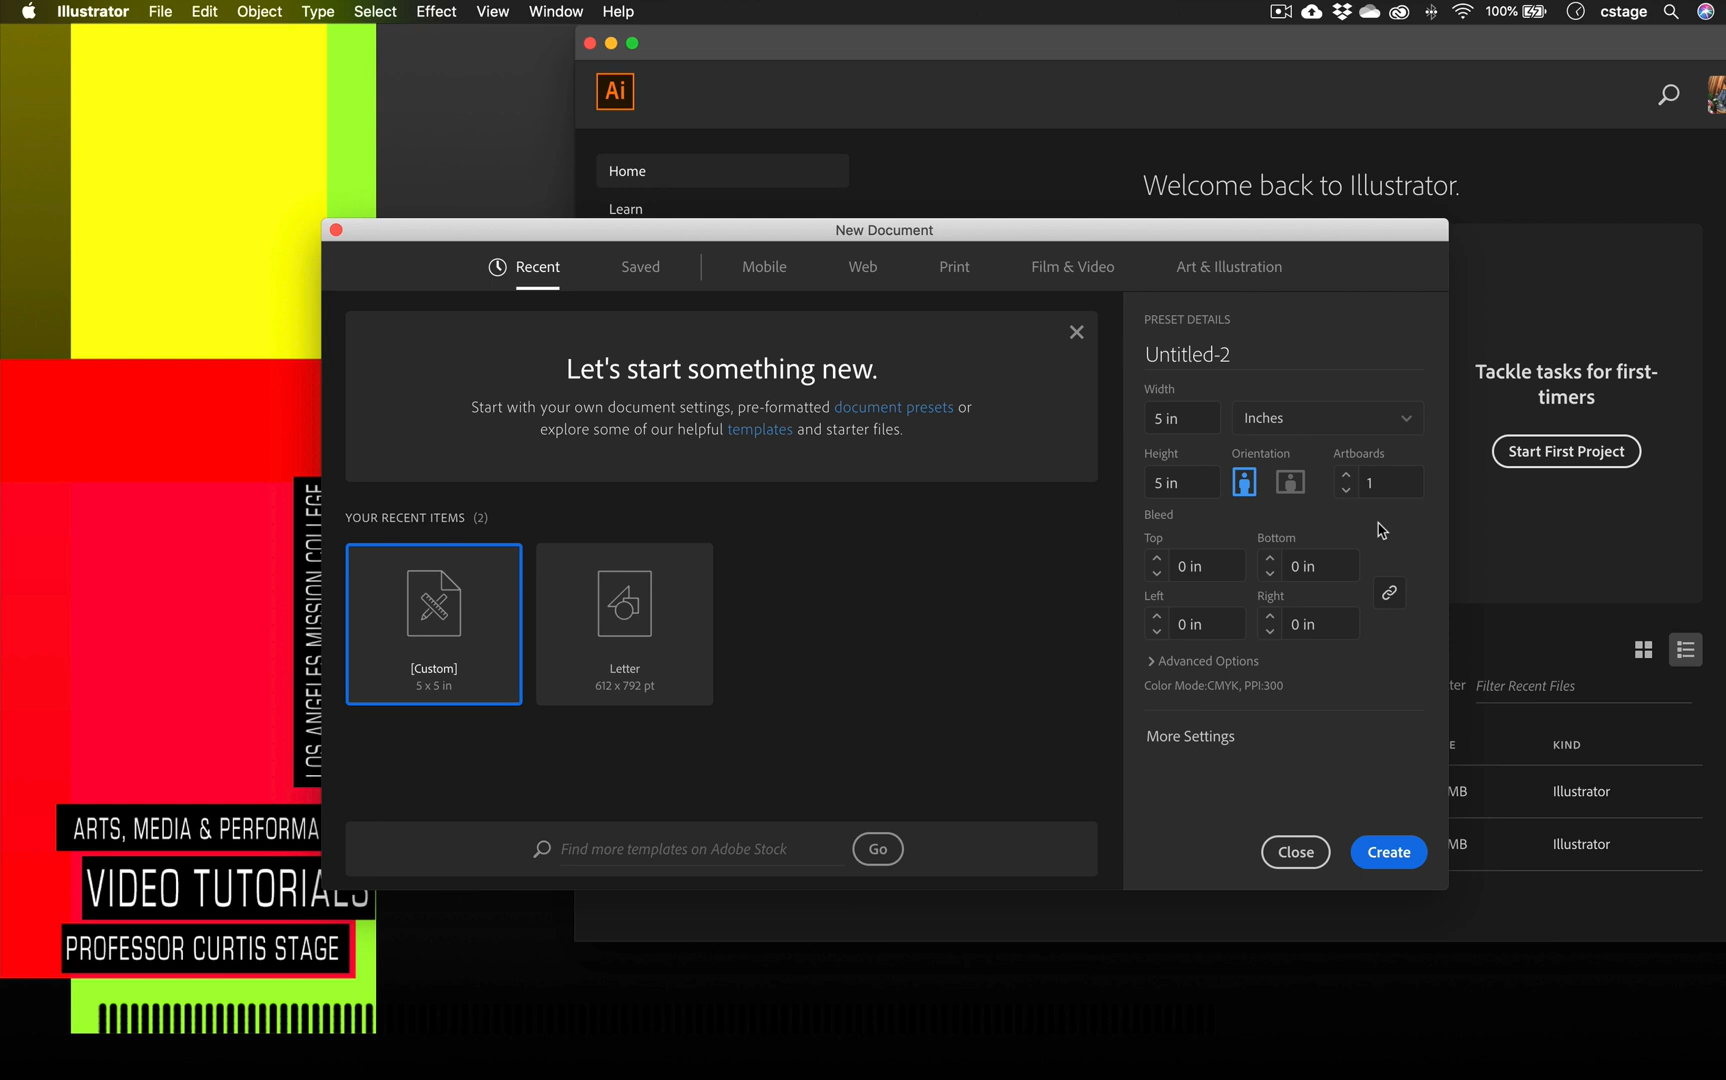 Illustrator File Edit Object Type Select Effect View Window Help
100% cstage
Ai
Home
Learn
Welcome back to Illustrator.
New Document
Recent Saved Mobile Web Print Film & Video Art & Illustration
Let's start something new.
Start with your own document settings, pre-formatted document presets or
explore some of our helpful templates and starter files.
YOUR RECENT ITEMS (2)
[Custom]
5 x 5 in
Letter
612 x 792 pt
Find more templates on Adobe Stock
Go
PRESET DETAILS
Untitled-2
Width
5 in
Inches
Height
Orientation
Artboards
5 in
1
Bleed
Top
Bottom
0 in
0 in
Left
Right
0 in
0 in
Advanced Options
Color Mode:CMYK, PPI:300
More Settings
Close
Create
Tackle tasks for first-
timers
Start First Project
ter Filter Recent Files
E KIND
MB Illustrator
MB Illustrator
LOS ANGELES MISSION COLLEGE
ARTS, MEDIA & PERFORMA
VIDEO TUTORIALS
PROFESSOR CURTIS STAGE